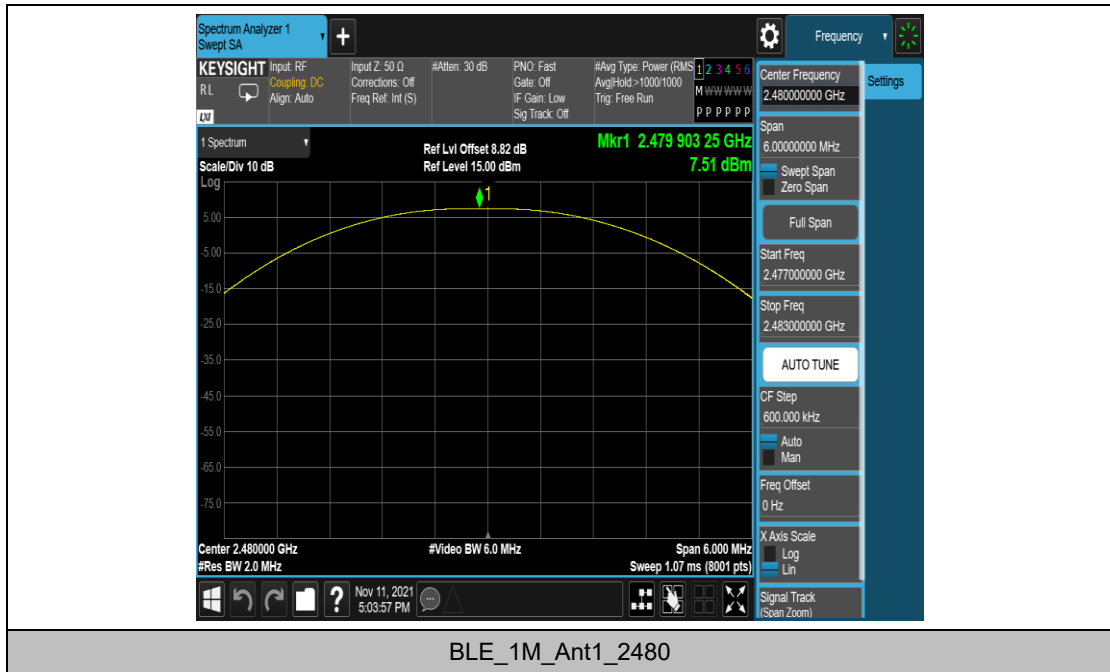 Spectrum Analyzer 1
Swept SA
Frequency
KEYSIGHT
RL
LXI
Input: RF
Coupling: DC
Align: Auto
Input Z: 50 Ω
Corrections: Off
Freq Ref: Int (S)
#Atten: 30 dB
PNO: Fast
Gate: Off
IF Gain: Low
Sig Track: Off
#Avg Type: Power (RMS
Avg|Hold:>1000/1000
Trig: Free Run
1 2 3 4 5 6
M W W W W W
P P P P P P
1 Spectrum
Scale/Div 10 dB
Log
Ref Lvl Offset 8.82 dB
Ref Level 15.00 dBm
Mkr1 2.479 903 25 GHz
7.51 dBm
1
5.00
-5.00
-15.0
-25.0
-35.0
-45.0
-55.0
-65.0
-75.0
Center 2.480000 GHz
#Res BW 2.0 MHz
#Video BW 6.0 MHz
Span 6.000 MHz
Sweep 1.07 ms (8001 pts)
Nov 11, 2021
5:03:57 PM
Center Frequency
2.480000000 GHz
Settings
Span
6.00000000 MHz
Swept Span
Zero Span
Full Span
Start Freq
2.477000000 GHz
Stop Freq
2.483000000 GHz
AUTO TUNE
CF Step
600.000 kHz
Auto
Man
Freq Offset
0 Hz
X Axis Scale
Log
Lin
Signal Track
(Span Zoom)
BLE_1M_Ant1_2480